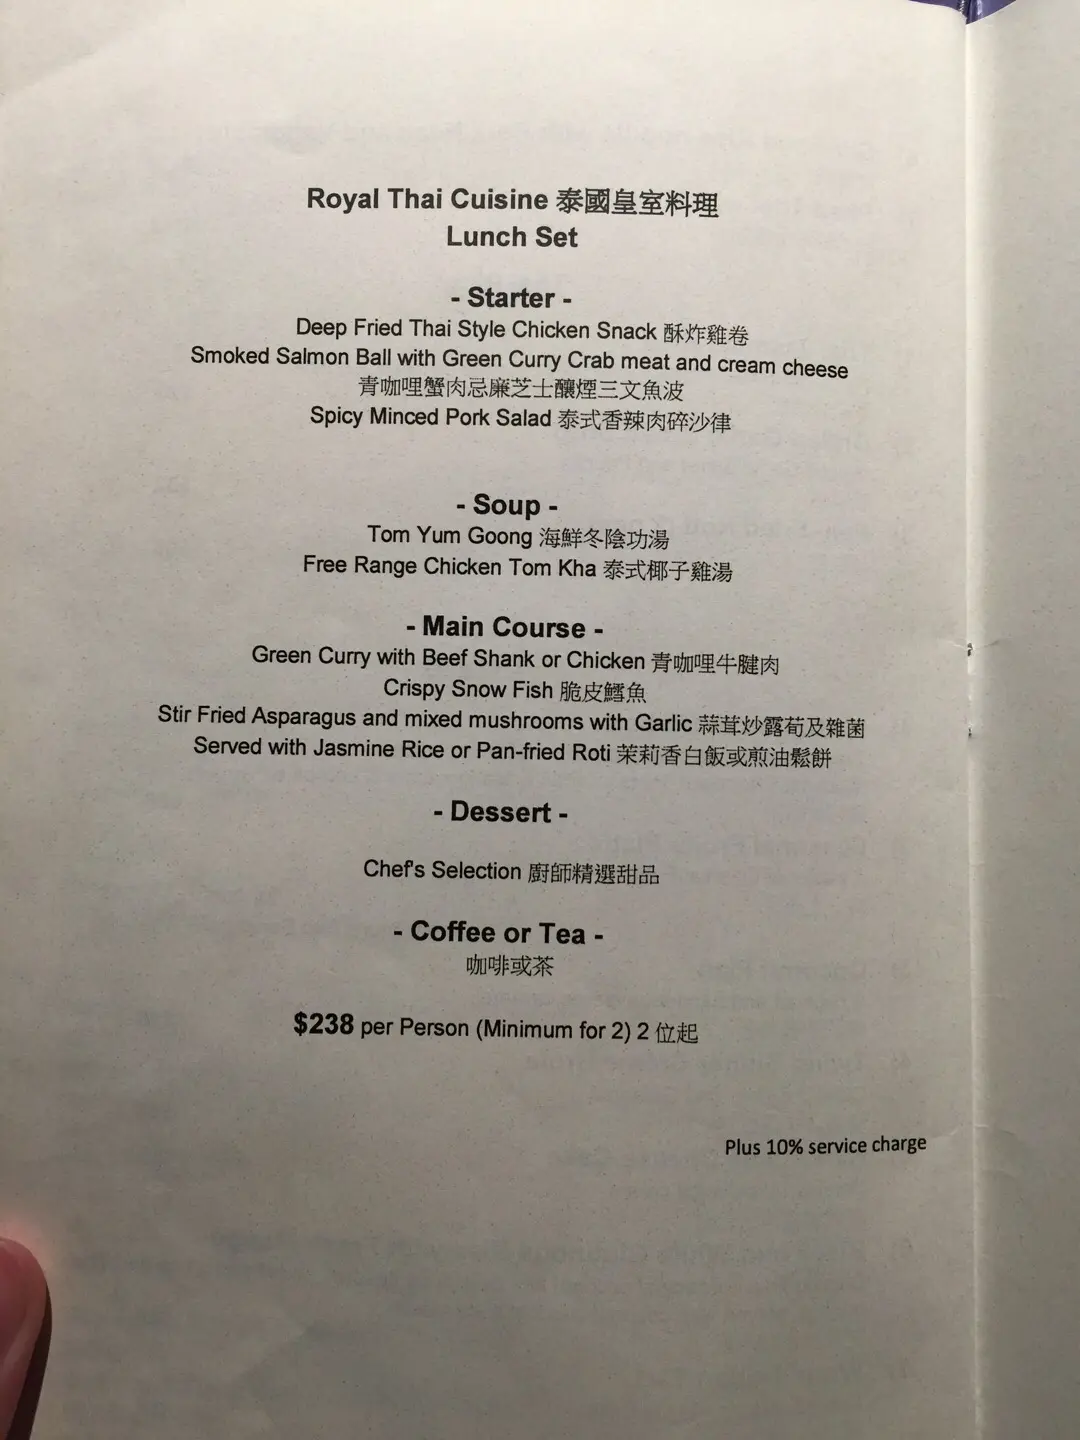 Royal Thai Cuisine 泰國皇室料理
Lunch Set
- Starter -
Deep Fried Thai Style Chicken Snack 酥炸雞卷
Smoked Salmon Ball with Green Curry Crab meat and cream cheese
青咖哩蟹肉忌廉芝士釀煙三文魚波
Spicy Minced Pork Salad 泰式香辣肉碎沙律
- Soup -
Tom Yum Goong 海鮮冬陰功湯
Free Range Chicken Tom Kha 泰式椰子雞湯
- Main Course -
Green Curry with Beef Shank or Chicken 青咖哩牛腱肉
Crispy Snow Fish 脆皮鱈魚
Stir Fried Asparagus and mixed mushrooms with Garlic 蒜茸炒露荀及雜菌
Served with Jasmine Rice or Pan-fried Roti 茉莉香白飯或煎油鬆餅
- Dessert -
Chef's Selection 廚師精選甜品
- Coffee or Tea -
咖啡或茶
$238 per Person (Minimum for 2) 2 位起
Plus 10% service charge